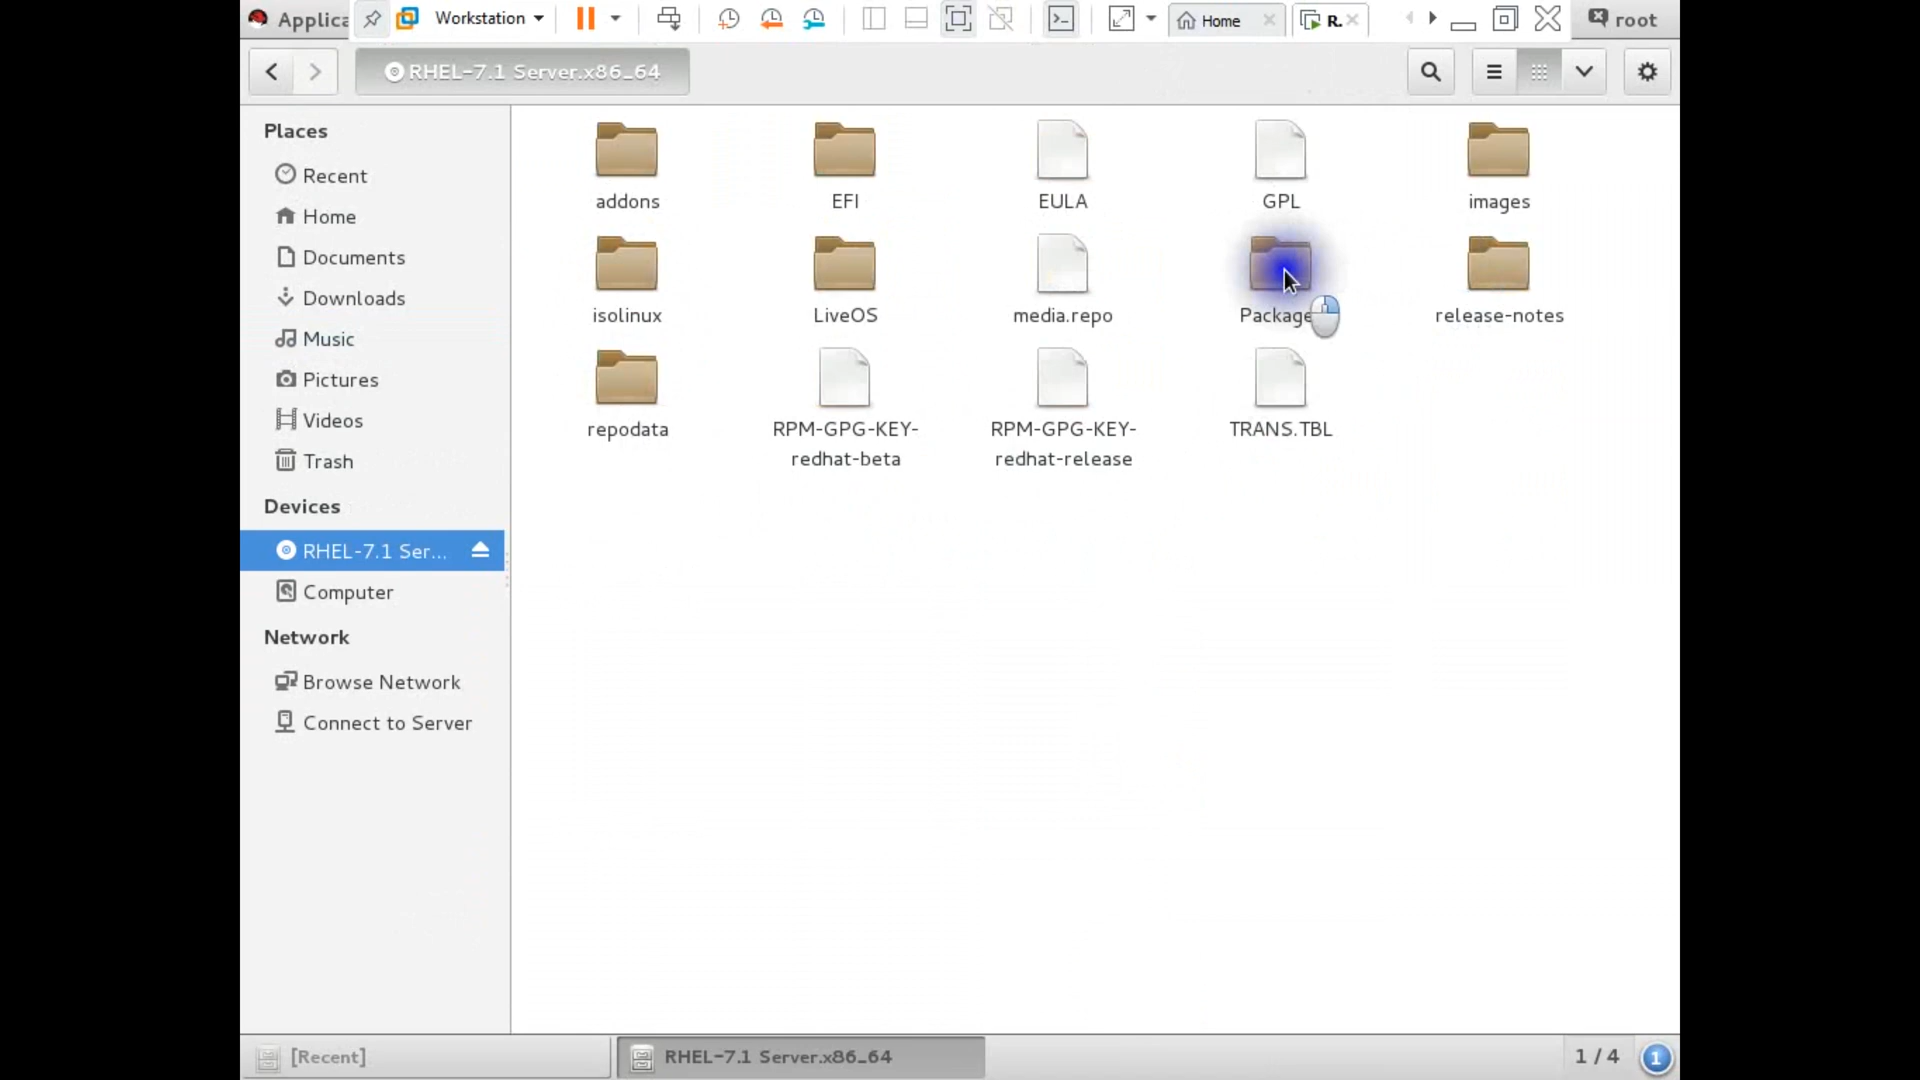 Applica
Workstation
Home
R.
root
RHEL-7.1 Server.x86_64
Places
Recent
Home
Documents
Downloads
Music
Pictures
Videos
Trash
Devices
RHEL-7.1 Ser...
Computer
Network
Browse Network
Connect to Server
addons
EFI
EULA
GPL
images
isolinux
LiveOS
media.repo
Package
release-notes
repodata
RPM-GPG-KEY-
redhat-beta
RPM-GPG-KEY-
redhat-release
TRANS.TBL
[Recent]
RHEL-7.1 Server.x86_64
1 / 4
1